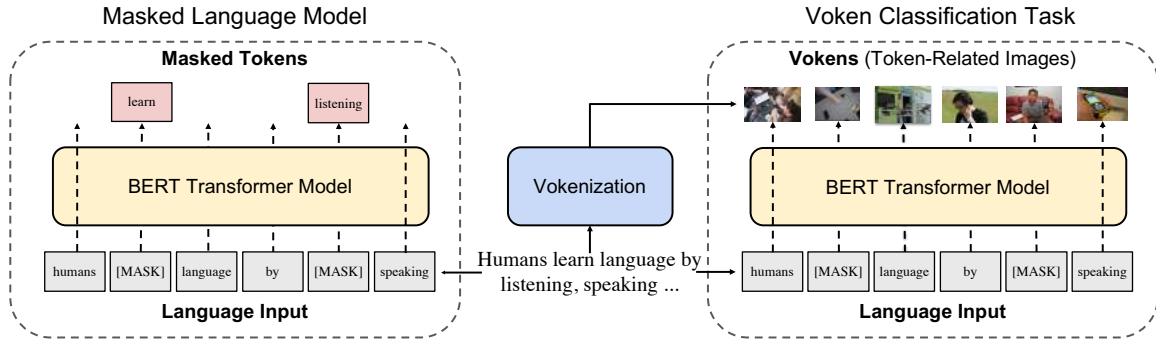 Masked Language Model
Masked Tokens
learn
listening
BERT Transformer Model
humans
[MASK]
language
by
[MASK]
speaking
Language Input
Vokenization
Humans learn language by
listening, speaking ...
Voken Classification Task
Vokens (Token-Related Images)
BERT Transformer Model
humans
[MASK]
language
by
[MASK]
speaking
Language Input